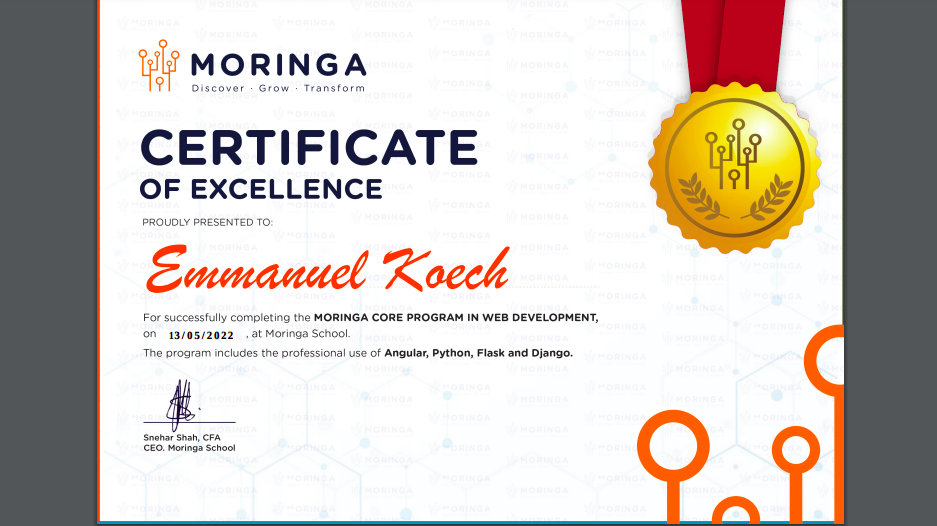 MORINGA
Discover · Grow · Transform
CERTIFICATE
OF EXCELLENCE
PROUDLY PRESENTED TO:
Emmanuel Koech
For successfully completing the MORINGA CORE PROGRAM IN WEB DEVELOPMENT,
on 13/05/2022 , at Moringa School.
The program includes the professional use of Angular, Python, Flask and Django.
Snehar Shah, CFA
CEO. Moringa School